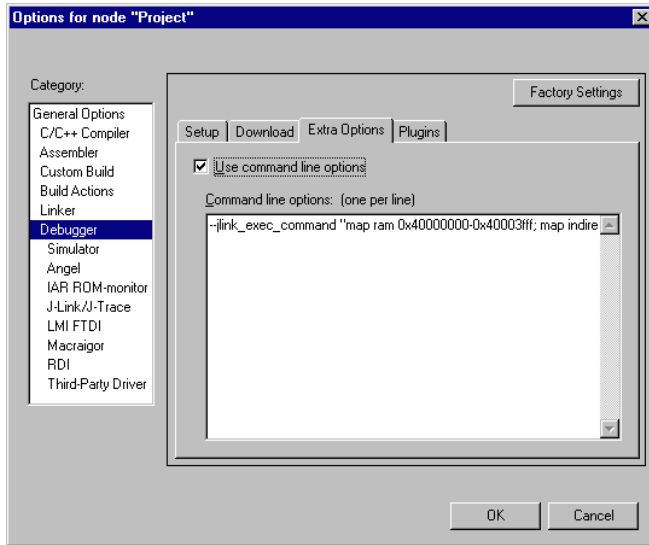 Options for node "Project"
Category:
Factory Settings
General Options
C/C++ Compiler
Assembler
Custom Build
Build Actions
Linker
Debugger
Simulator
Angel
IAR ROM-monitor
J-Link/J-Trace
LMI FTDI
Macraigor
RDI
Third-Party Driver
Setup Download Extra Options Plugins
Use command line options
Command line options: (one per line)
--jlink_exec_command "map ram 0x40000000-0x40003fff; map indire
OK Cancel